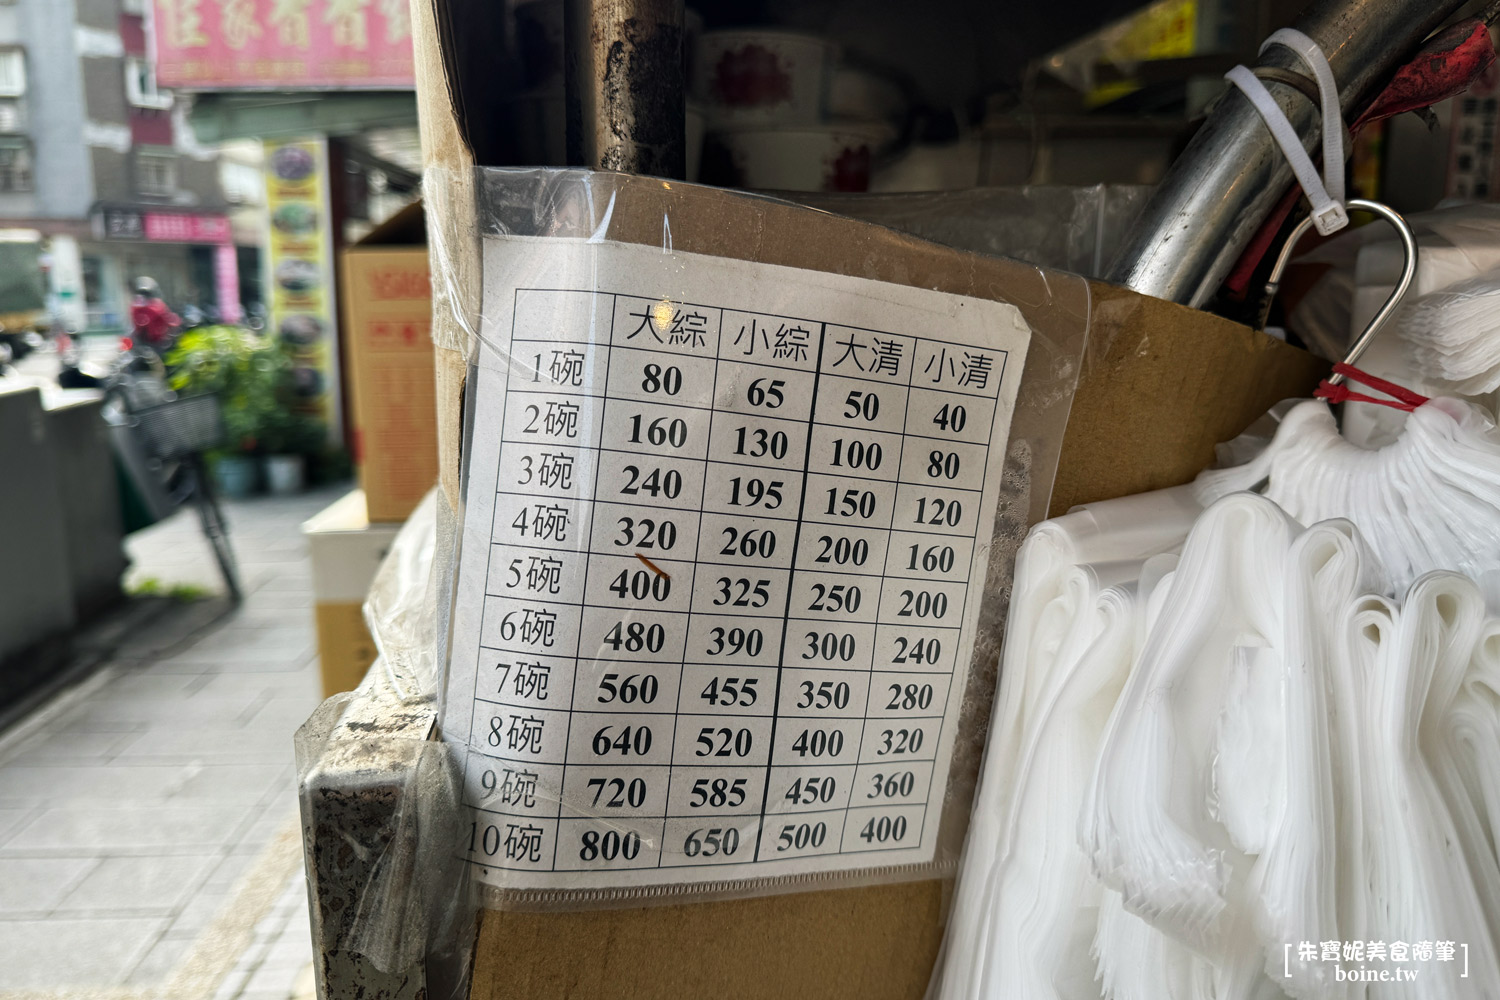 大綜 小綜 大清 小清
1碗 80 65 50 40
2碗 160 130 100 80
3碗 240 195 150 120
4碗 320 260 200 160
5碗 400 325 250 200
6碗 480 390 300 240
7碗 560 455 350 280
8碗 640 520 400 320
9碗 720 585 450 360
10碗 800 650 500 400
[朱寶妮美食隨筆]
boine.tw